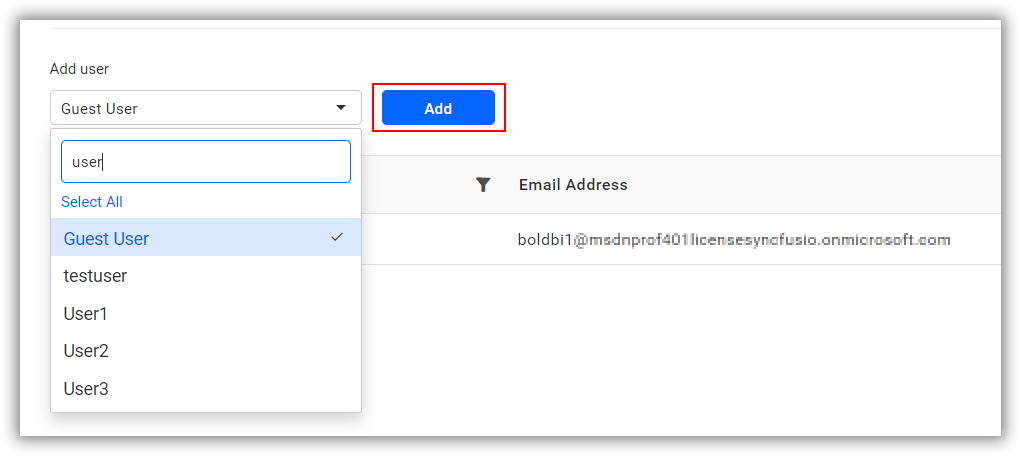 Add user
Guest User
Add
user
Select All
Email Address
Guest User
boldbi1@msdnprof401licensesyncfusio.onmicrosoft.com
testuser
User1
User2
User3